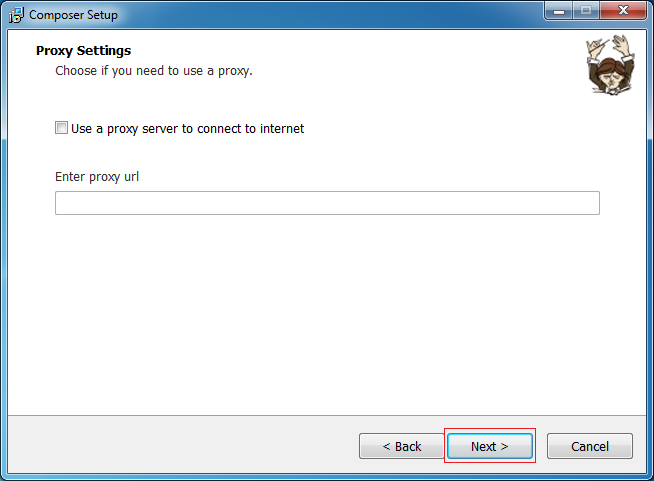 Composer Setup
Proxy Settings
Choose if you need to use a proxy.
Use a proxy server to connect to internet
Enter proxy url
< Back
Next >
Cancel